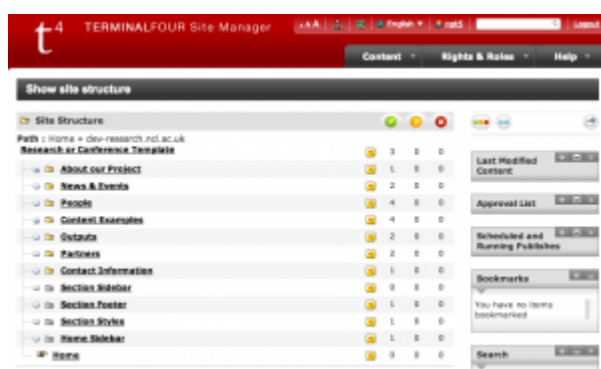 t4 TERMINALFOUR Site Manager
English
Logout
Content Rights & Roles Help
Show site structure
Site Structure
Path : Home » dev-research.ncl.ac.uk
Research or Conference Template 3 0 0
About our Project 1 0 0
News & Events 2 0 0
People 4 0 0
Content Examples 4 0 0
Outputs 2 0 0
Partners 2 0 0
Contact Information 1 0 0
Section Sidebar 0 0 0
Section Footer 1 0 0
Section Styles 1 0 0
Home Sidebar 1 0 0
Home 0 0 0
Last Modified
Content
Approval List
Scheduled and
Running Publishes
Bookmarks
You have no items
bookmarked
Search